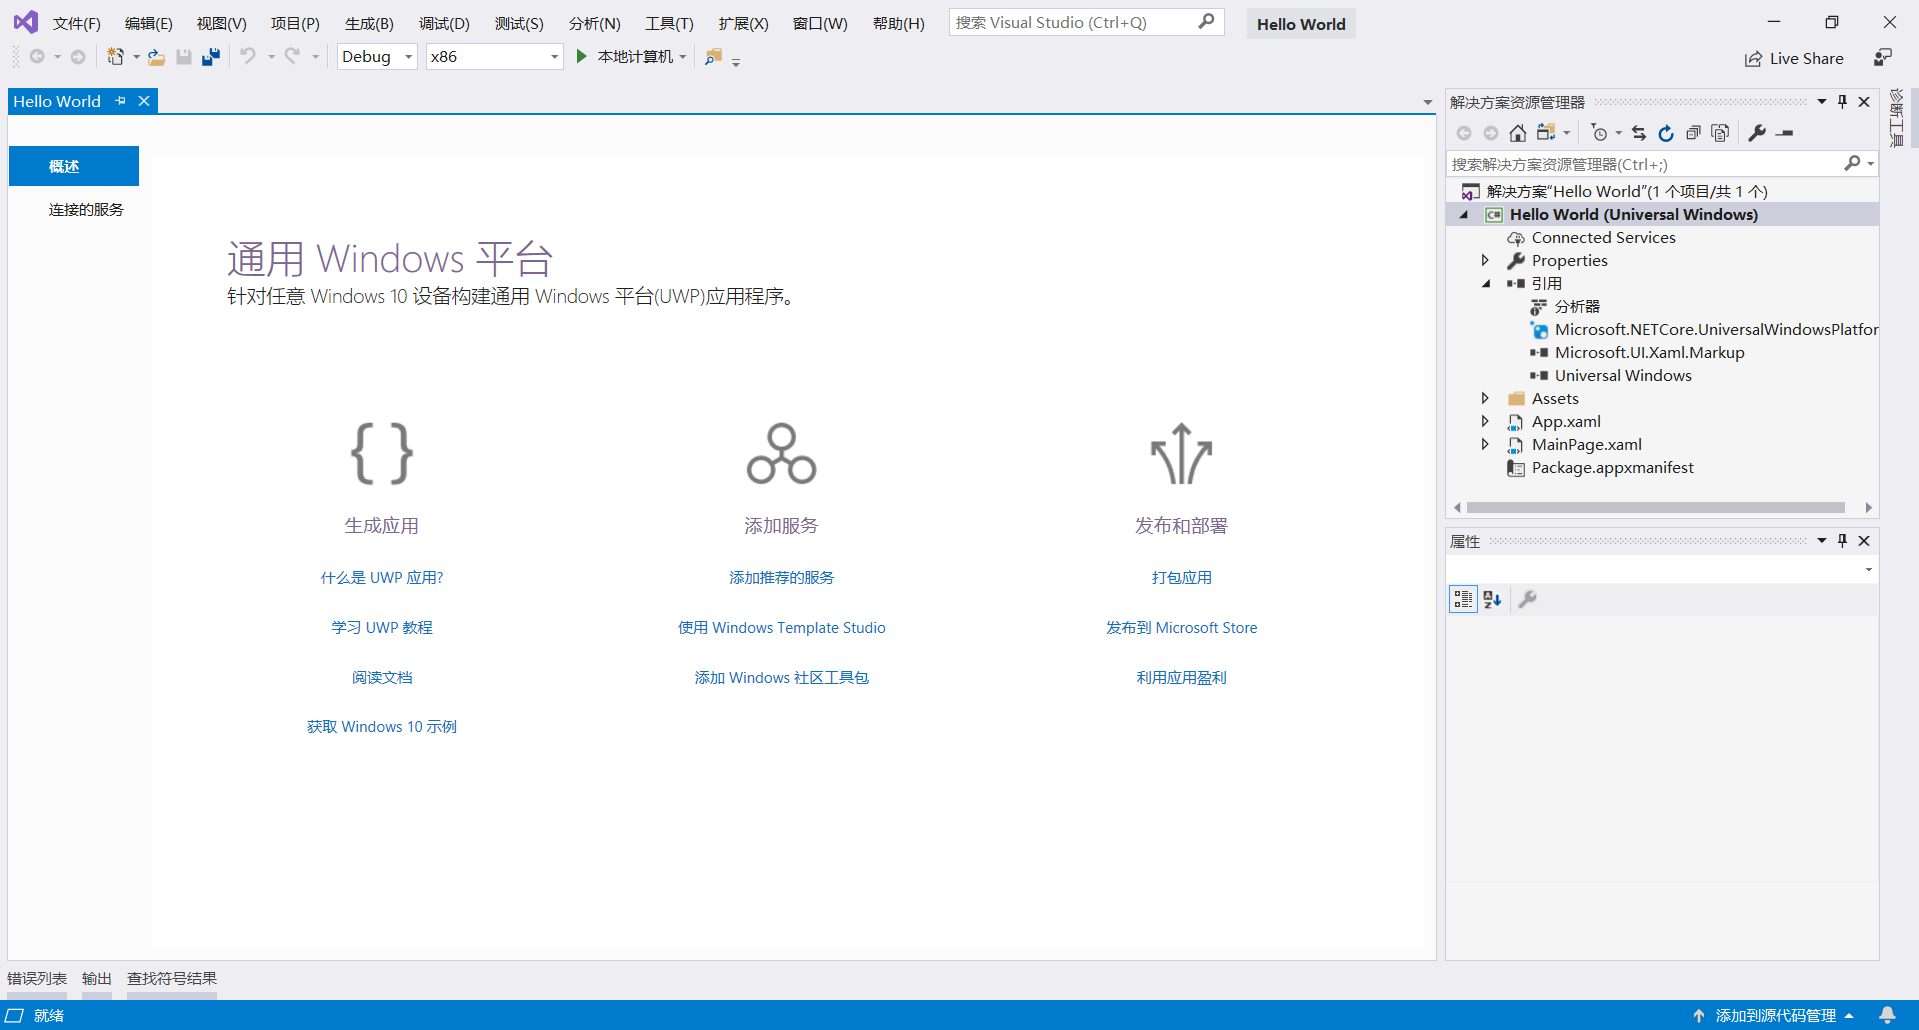 文件(F) 编辑(E) 视图(V) 项目(P) 生成(B) 调试(D) 测试(S) 分析(N) 工具(T) 扩展(X) 窗口(W) 帮助(H) 搜索 Visual Studio (Ctrl+Q) Hello World
Debug x86 本地计算机 Live Share
Hello World
概述
连接的服务
通用 Windows 平台
针对任意 Windows 10 设备构建通用 Windows 平台(UWP)应用程序。
生成应用
什么是 UWP 应用?
学习 UWP 教程
阅读文档
获取 Windows 10 示例
添加服务
添加推荐的服务
使用 Windows Template Studio
添加 Windows 社区工具包
发布和部署
打包应用
发布到 Microsoft Store
利用应用盈利
解决方案资源管理器
搜索解决方案资源管理器(Ctrl+;)
解决方案“Hello World”(1 个项目/共 1 个)
C# Hello World (Universal Windows)
Connected Services
Properties
引用
分析器
Microsoft.NETCore.UniversalWindowsPlatfor
Microsoft.UI.Xaml.Markup
Universal Windows
Assets
App.xaml
MainPage.xaml
Package.appxmanifest
属性
诊断工具
错误列表 输出 查找符号结果
就绪 添加到源代码管理